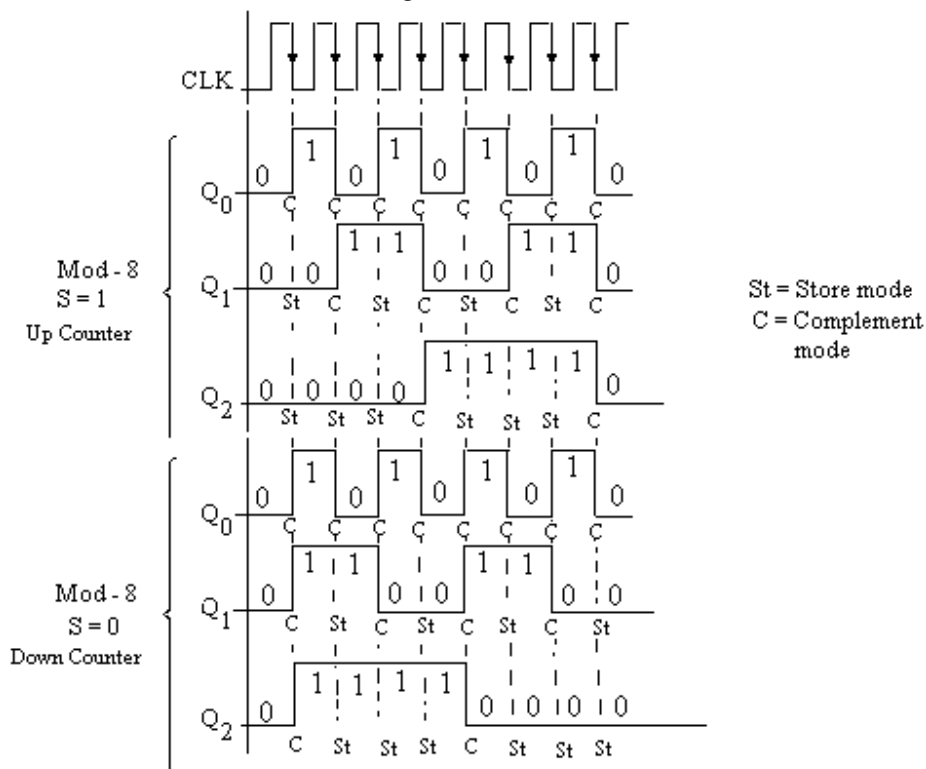 CLK
1 1 1 1
0 0 0 0 0
Q0
C C C C C C C C
1 1 1 1
0 0 0 0 0
Q1
St C St C St C St C
Mod - 8
S = 1
Up Counter
St = Store mode
C = Complement
mode
1 1 1 1
0 0 0 0 0
Q2
St St St C St St St C
1 1 1 1
0 0 0 0 0
Q0
C C C C C C C C
1 1 1 1
0 0 0 0 0
Q1
C St C St C St C St
Mod - 8
S = 0
Down Counter
1 1 1 1
0 0 0 0 0
Q2
C St St St C St St St